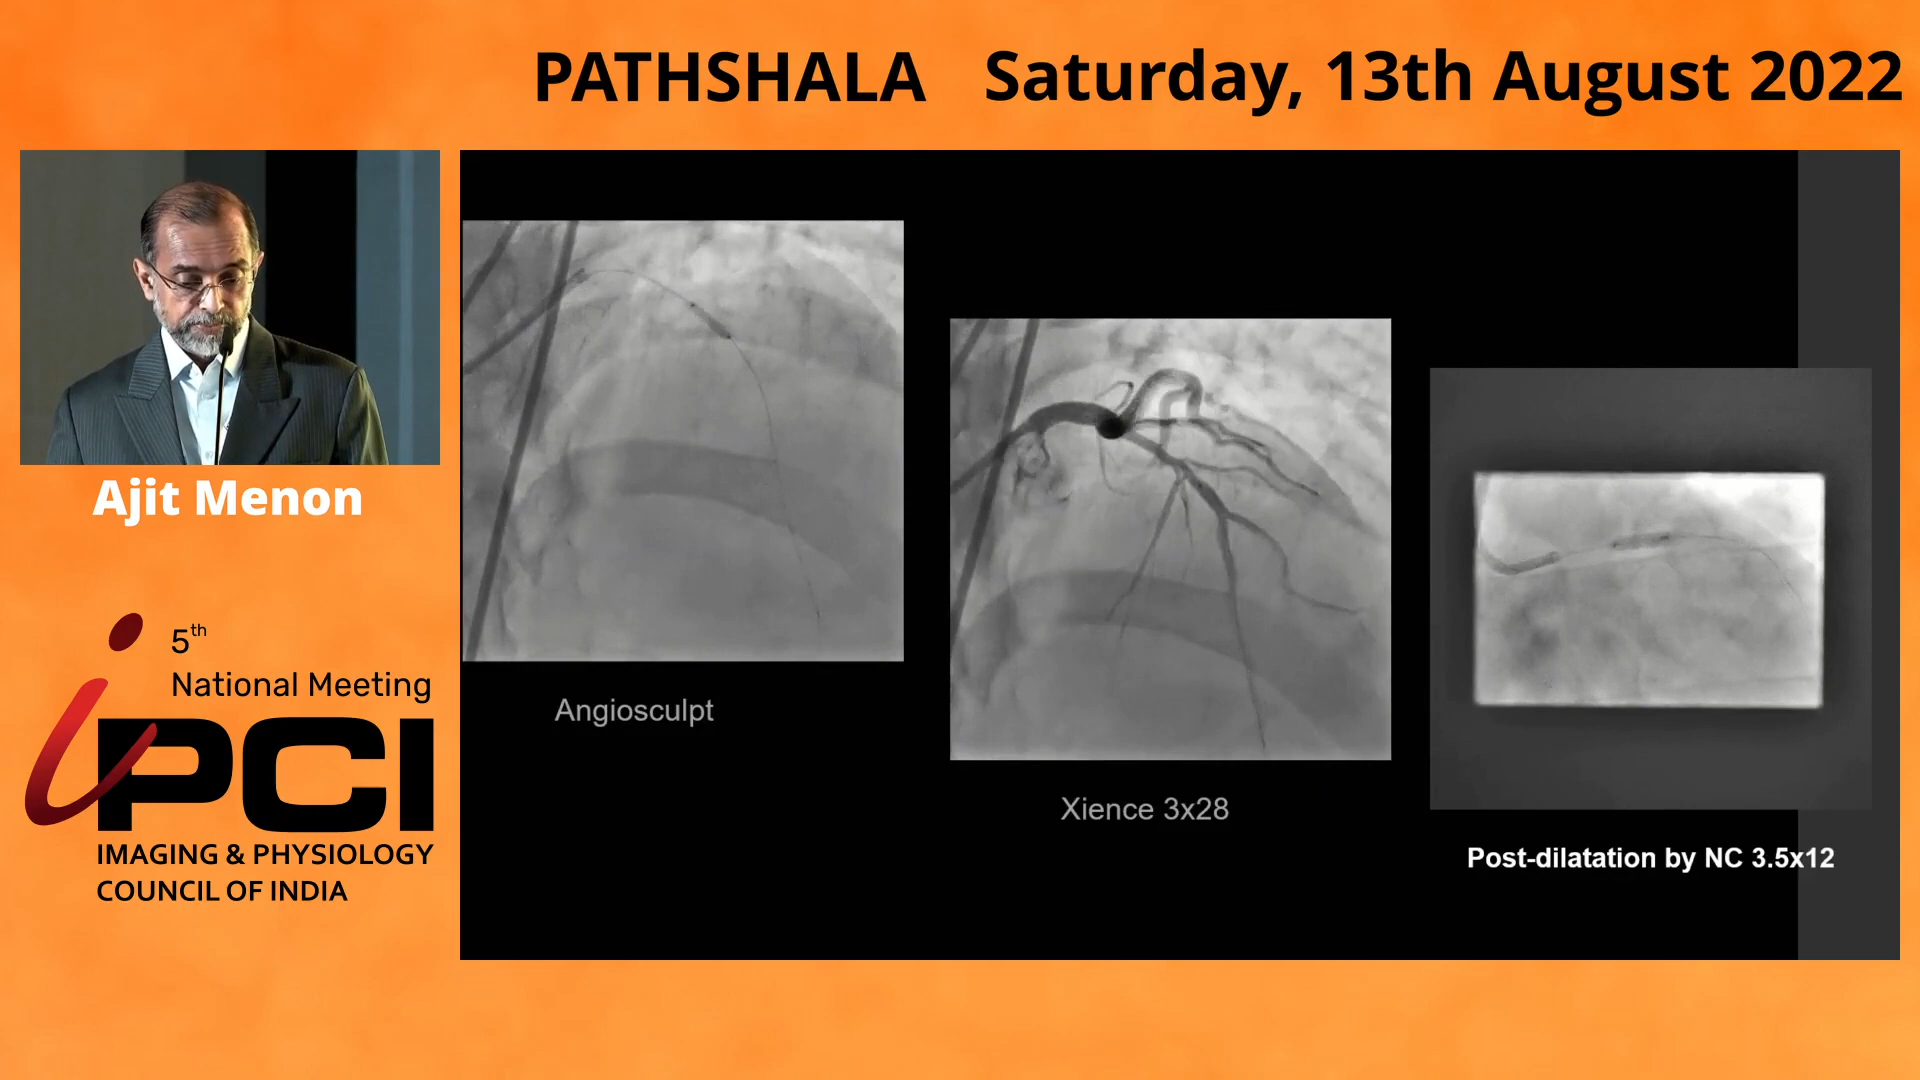 PATHSHALA Saturday, 13th August 2022
Ajit Menon
5th
National Meeting
iPCI
IMAGING & PHYSIOLOGY
COUNCIL OF INDIA
Angiosculpt
Xience 3x28
Post-dilatation by NC 3.5x12